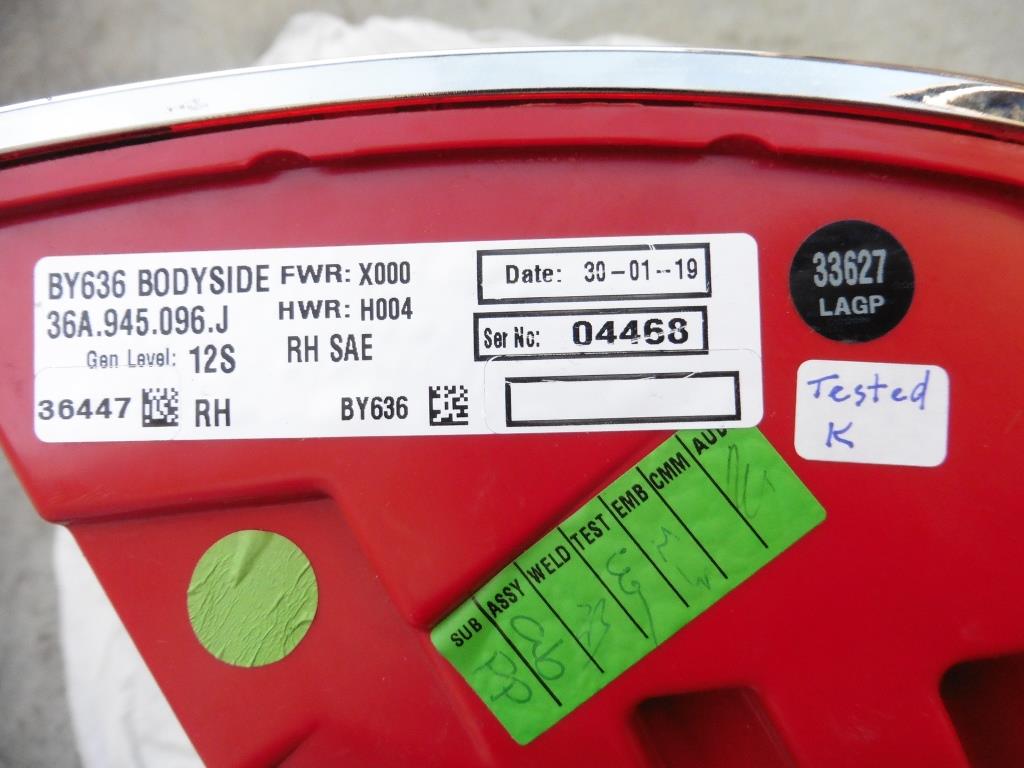 BY636 BODYSIDE FWR: X000
36A.945.096.J HWR: H004
Gen Level: 12S RH SAE
36447 RH BY636
Date: 30-01--19
Ser No: 04468
33627
LAGP
Tested
K
SUB ASSY WELD TEST EMB CMM AUD